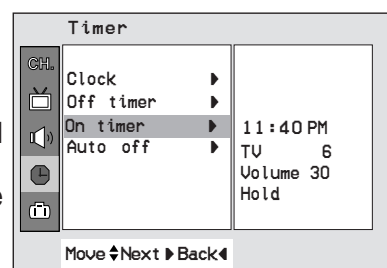 Timer
CH.
Clock ▶
Off timer ▶
On timer ▶
Auto off ▶
11:40 PM
TV 6
Volume 30
Hold
Move ▲▼ Next ▶ Back ◀